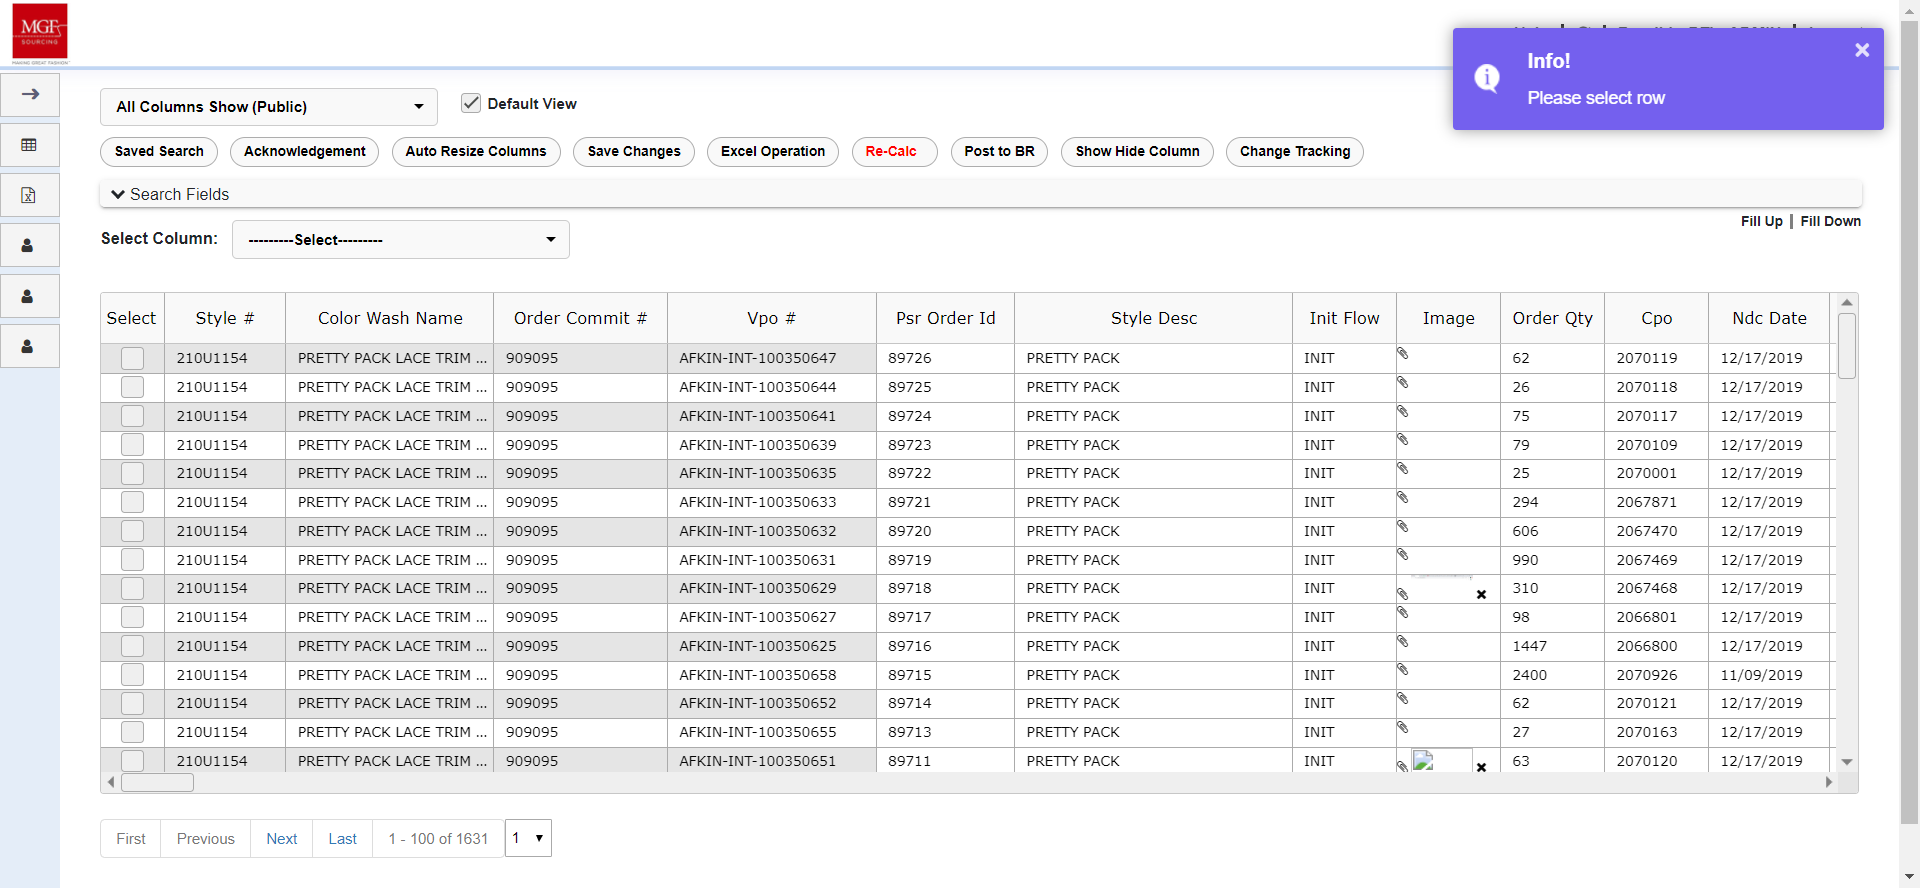 MGF
SOURCING
MAKING GREAT FASHION
Info!
Please select row
All Columns Show (Public)
Default View
Saved Search
Acknowledgement
Auto Resize Columns
Save Changes
Excel Operation
Re-Calc
Post to BR
Show Hide Column
Change Tracking
Search Fields
Fill Up | Fill Down
Select Column:
---------Select---------
Select Style # Color Wash Name Order Commit # Vpo # Psr Order Id Style Desc Init Flow Image Order Qty Cpo Ndc Date
210U1154 PRETTY PACK LACE TRIM ... 909095 AFKIN-INT-100350647 89726 PRETTY PACK INIT 62 2070119 12/17/2019
210U1154 PRETTY PACK LACE TRIM ... 909095 AFKIN-INT-100350644 89725 PRETTY PACK INIT 26 2070118 12/17/2019
210U1154 PRETTY PACK LACE TRIM ... 909095 AFKIN-INT-100350641 89724 PRETTY PACK INIT 75 2070117 12/17/2019
210U1154 PRETTY PACK LACE TRIM ... 909095 AFKIN-INT-100350639 89723 PRETTY PACK INIT 79 2070109 12/17/2019
210U1154 PRETTY PACK LACE TRIM ... 909095 AFKIN-INT-100350635 89722 PRETTY PACK INIT 25 2070001 12/17/2019
210U1154 PRETTY PACK LACE TRIM ... 909095 AFKIN-INT-100350633 89721 PRETTY PACK INIT 294 2067871 12/17/2019
210U1154 PRETTY PACK LACE TRIM ... 909095 AFKIN-INT-100350632 89720 PRETTY PACK INIT 606 2067470 12/17/2019
210U1154 PRETTY PACK LACE TRIM ... 909095 AFKIN-INT-100350631 89719 PRETTY PACK INIT 990 2067469 12/17/2019
210U1154 PRETTY PACK LACE TRIM ... 909095 AFKIN-INT-100350629 89718 PRETTY PACK INIT 310 2067468 12/17/2019
210U1154 PRETTY PACK LACE TRIM ... 909095 AFKIN-INT-100350627 89717 PRETTY PACK INIT 98 2066801 12/17/2019
210U1154 PRETTY PACK LACE TRIM ... 909095 AFKIN-INT-100350625 89716 PRETTY PACK INIT 1447 2066800 12/17/2019
210U1154 PRETTY PACK LACE TRIM ... 909095 AFKIN-INT-100350658 89715 PRETTY PACK INIT 2400 2070926 11/09/2019
210U1154 PRETTY PACK LACE TRIM ... 909095 AFKIN-INT-100350652 89714 PRETTY PACK INIT 62 2070121 12/17/2019
210U1154 PRETTY PACK LACE TRIM ... 909095 AFKIN-INT-100350655 89713 PRETTY PACK INIT 27 2070163 12/17/2019
210U1154 PRETTY PACK LACE TRIM ... 909095 AFKIN-INT-100350651 89711 PRETTY PACK INIT 63 2070120 12/17/2019
First Previous Next Last 1 - 100 of 1631 1